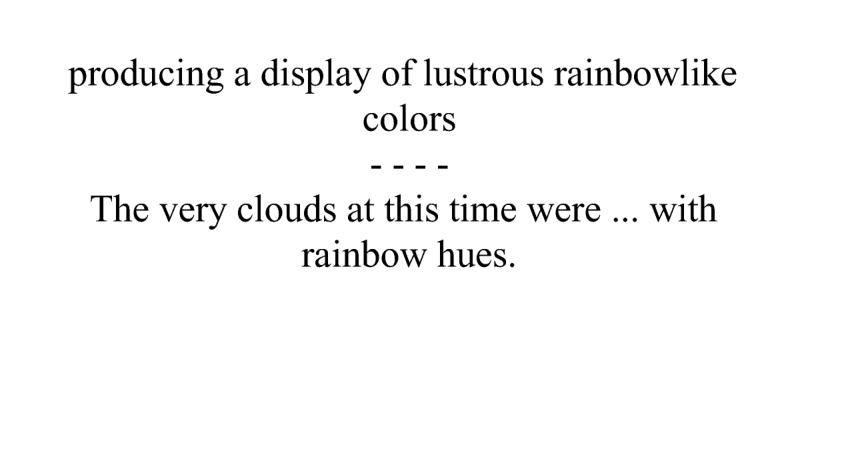 producing a display of lustrous rainbowlike
colors
- - - -
The very clouds at this time were ... with
rainbow hues.